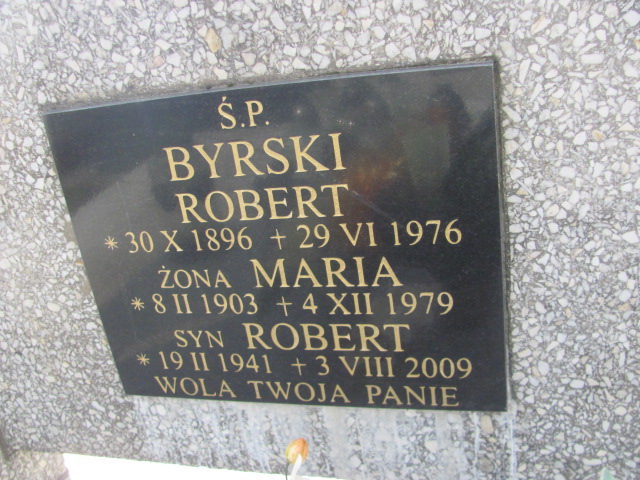 Ś.P.
BYRSKI
ROBERT
* 30 X 1896 + 29 VI 1976
ŻONA MARIA
* 8 II 1903 + 4 XII 1979
SYN ROBERT
* 19 II 1941 + 3 VIII 2009
WOLA TWOJA PANIE